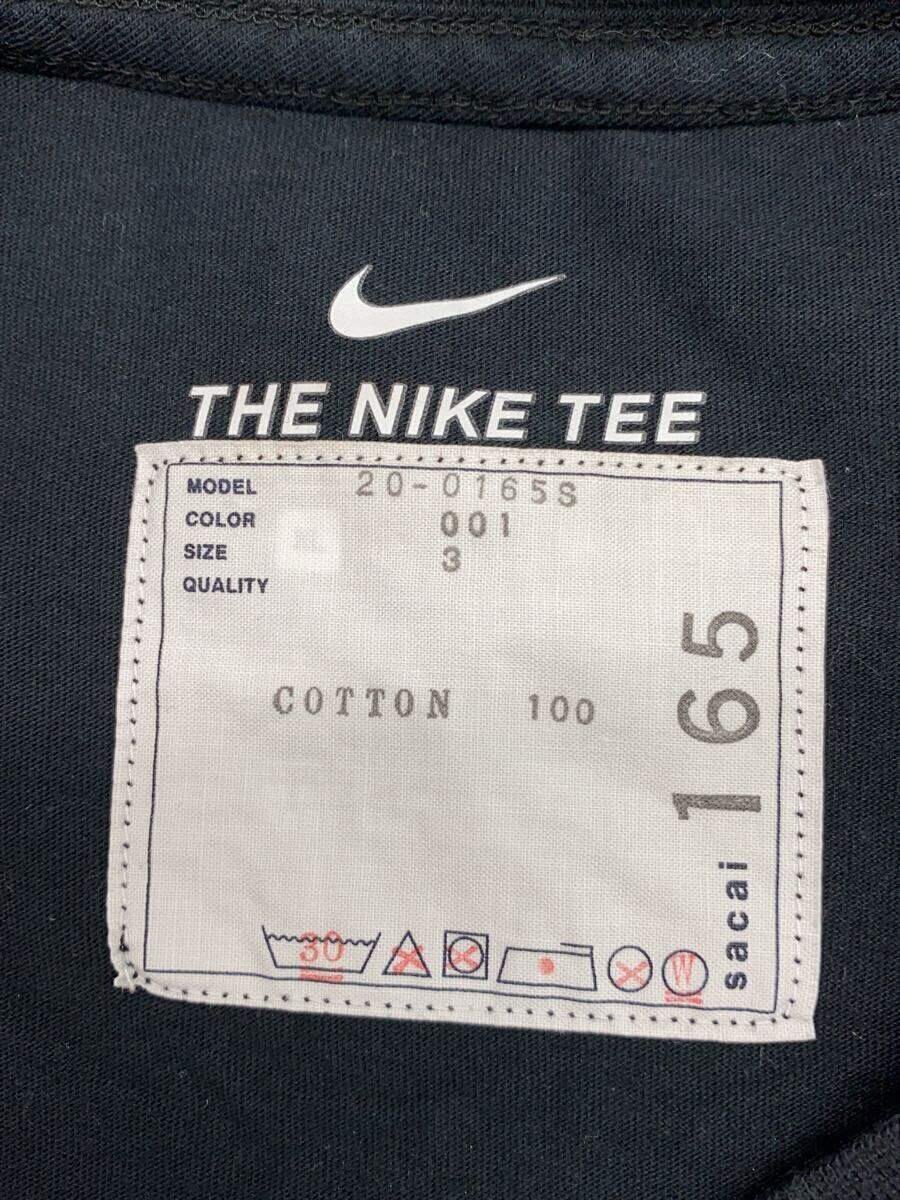 THE NIKE TEE
MODEL 20-0165S
COLOR 001
SIZE 3
QUALITY
COTTON 100
165
sacai
30
W